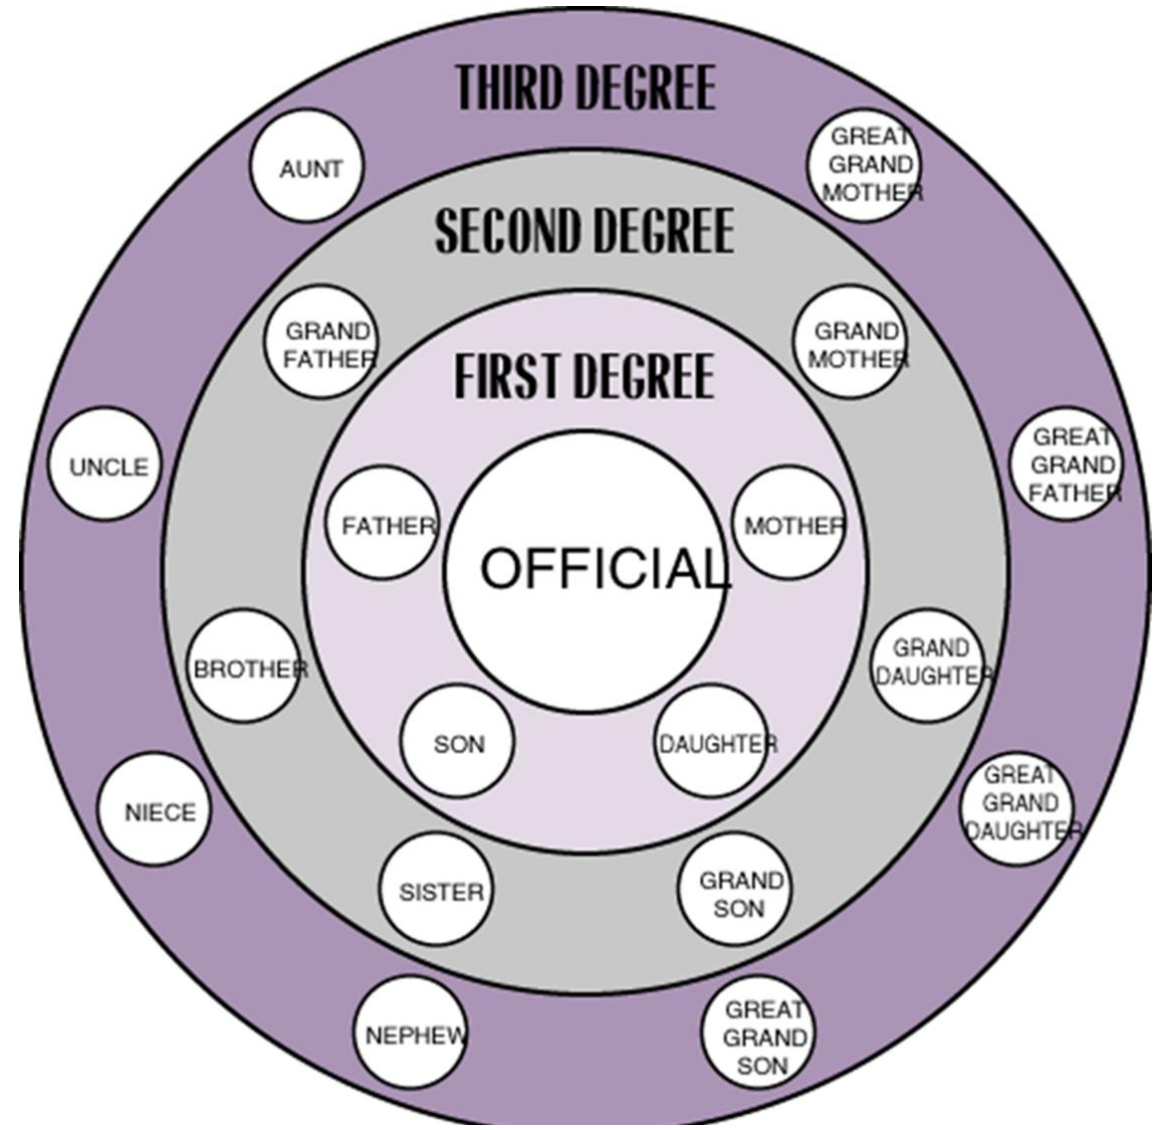 THIRD DEGREE
AUNT
GREAT
GRAND
MOTHER
SECOND DEGREE
GRAND
FATHER
GRAND
MOTHER
FIRST DEGREE
UNCLE
GREAT
GRAND
FATHER
FATHER
MOTHER
OFFICIAL
BROTHER
GRAND
DAUGHTER
SON
DAUGHTER
NIECE
GREAT
GRAND
DAUGHTER
SISTER
GRAND
SON
NEPHEW
GREAT
GRAND
SON